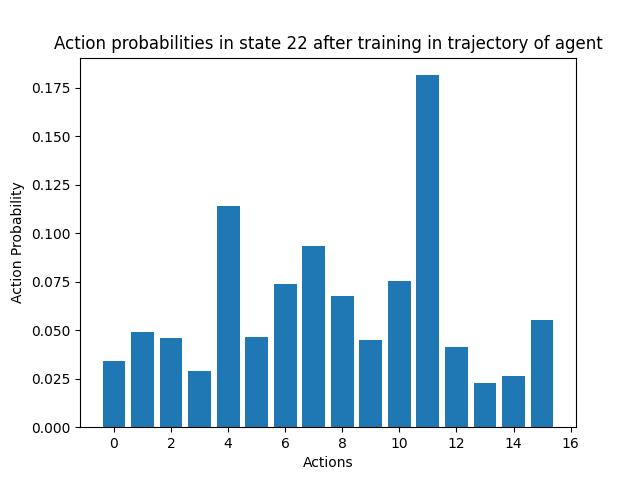 Action probabilities in state 22 after training in trajectory of agent
0.175
0.150
0.125
0.100
0.075
0.050
0.025
0.000
Action Probability
0 2 4 6 8 10 12 14 16
Actions